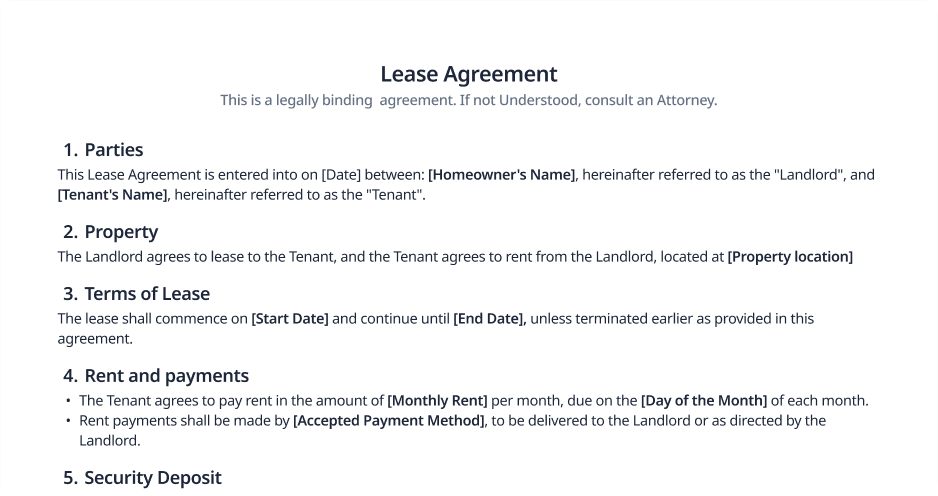 Lease Agreement
This is a legally binding  agreement. If not Understood, consult an Attorney.
1. Parties
This Lease Agreement is entered into on [Date] between: [Homeowner's Name], hereinafter referred to as the "Landlord", and
[Tenant's Name], hereinafter referred to as the "Tenant".
2. Property
The Landlord agrees to lease to the Tenant, and the Tenant agrees to rent from the Landlord, located at [Property location]
3. Terms of Lease
The lease shall commence on [Start Date] and continue until [End Date], unless terminated earlier as provided in this
agreement.
4. Rent and payments
• The Tenant agrees to pay rent in the amount of [Monthly Rent] per month, due on the [Day of the Month] of each month.
• Rent payments shall be made by [Accepted Payment Method], to be delivered to the Landlord or as directed by the
Landlord.
5. Security Deposit